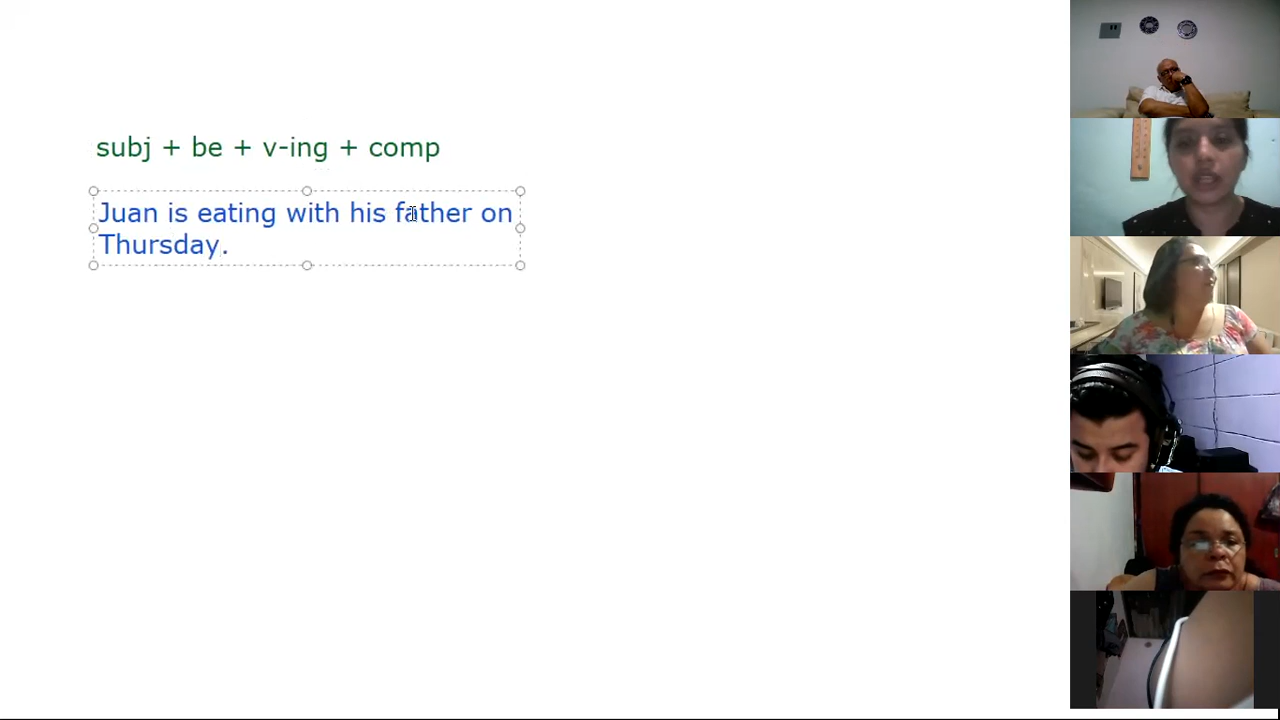 subj + be + v-ing + comp
Juan is eating with his father on
Thursday.